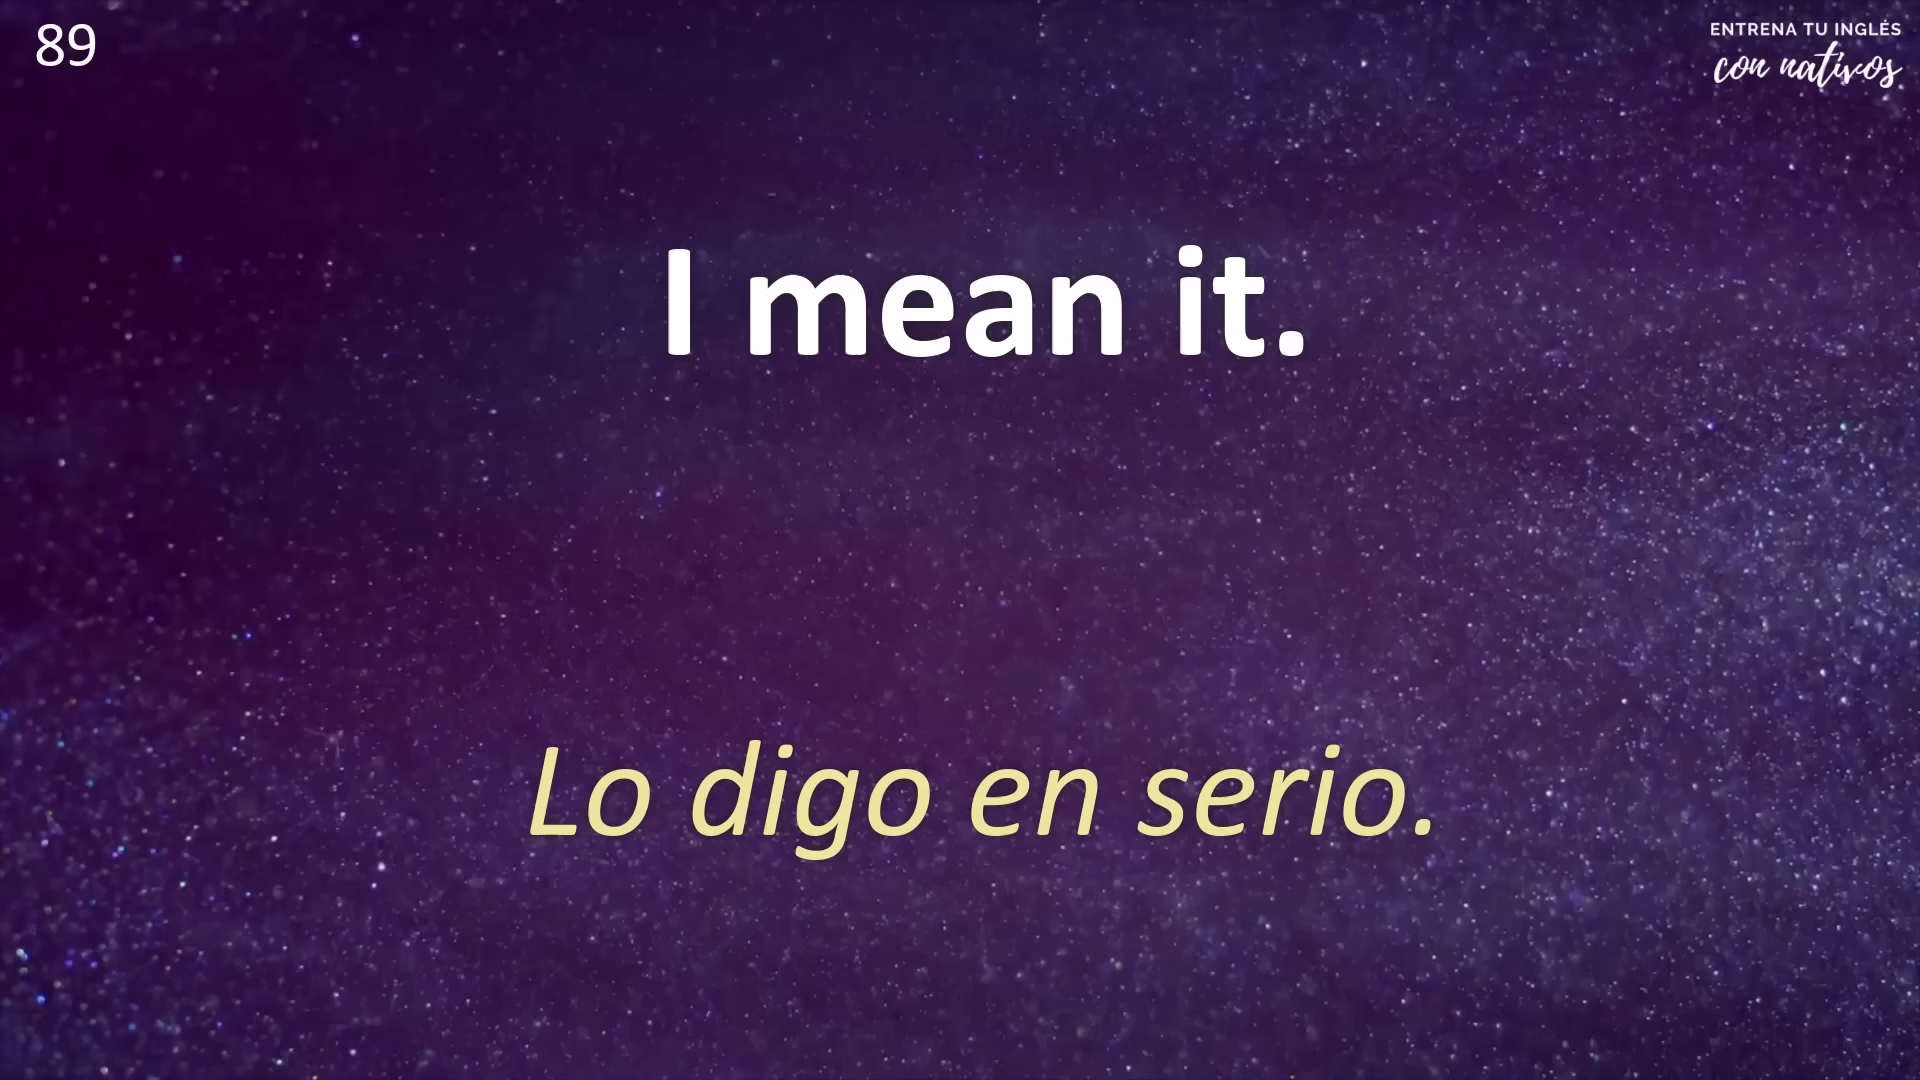 89
ENTRENA TU INGLÉS
con nativos
I mean it.
Lo digo en serio.